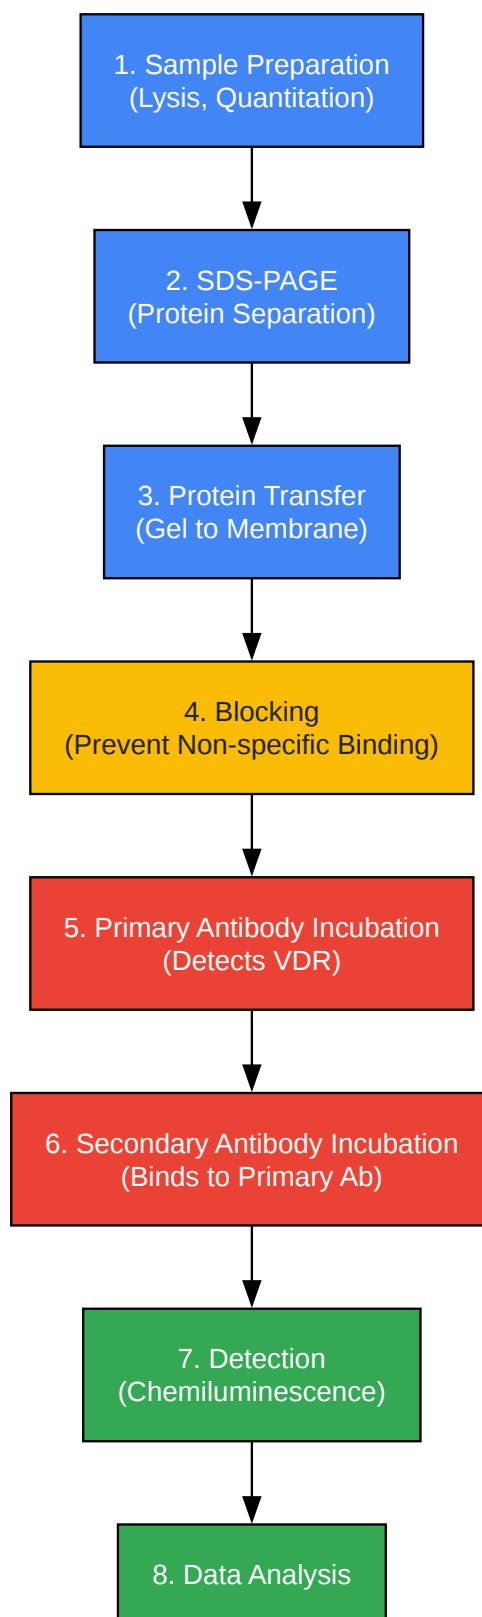 1. Sample Preparation
(Lysis, Quantitation)
2. SDS-PAGE
(Protein Separation)
3. Protein Transfer
(Gel to Membrane)
4. Blocking
(Prevent Non-specific Binding)
5. Primary Antibody Incubation
(Detects VDR)
6. Secondary Antibody Incubation
(Binds to Primary Ab)
7. Detection
(Chemiluminescence)
8. Data Analysis